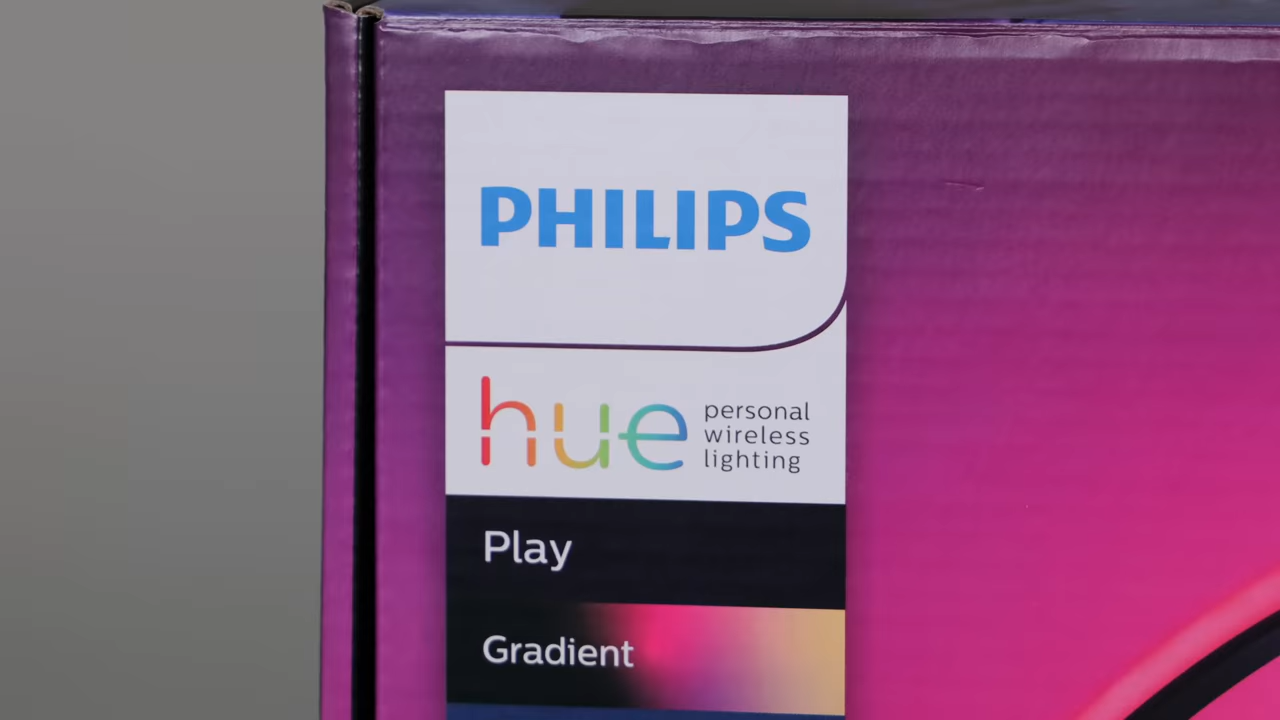 PHILIPS
hue
personal
wireless
lighting
Play
Gradient